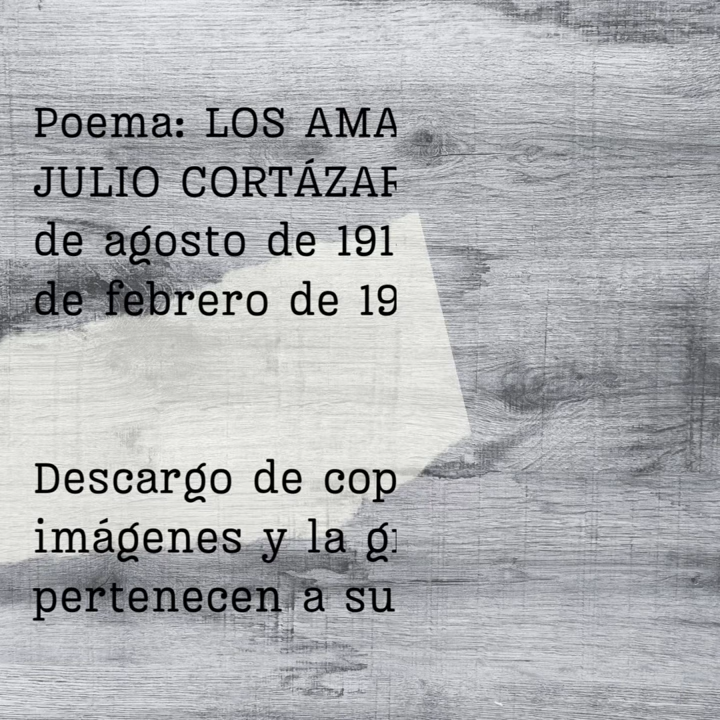 Poema: LOS AMA
JULIO CORTÁZAR
de agosto de 191
de febrero de 19
Descargo de cop
imágenes y la gr
pertenecen a su